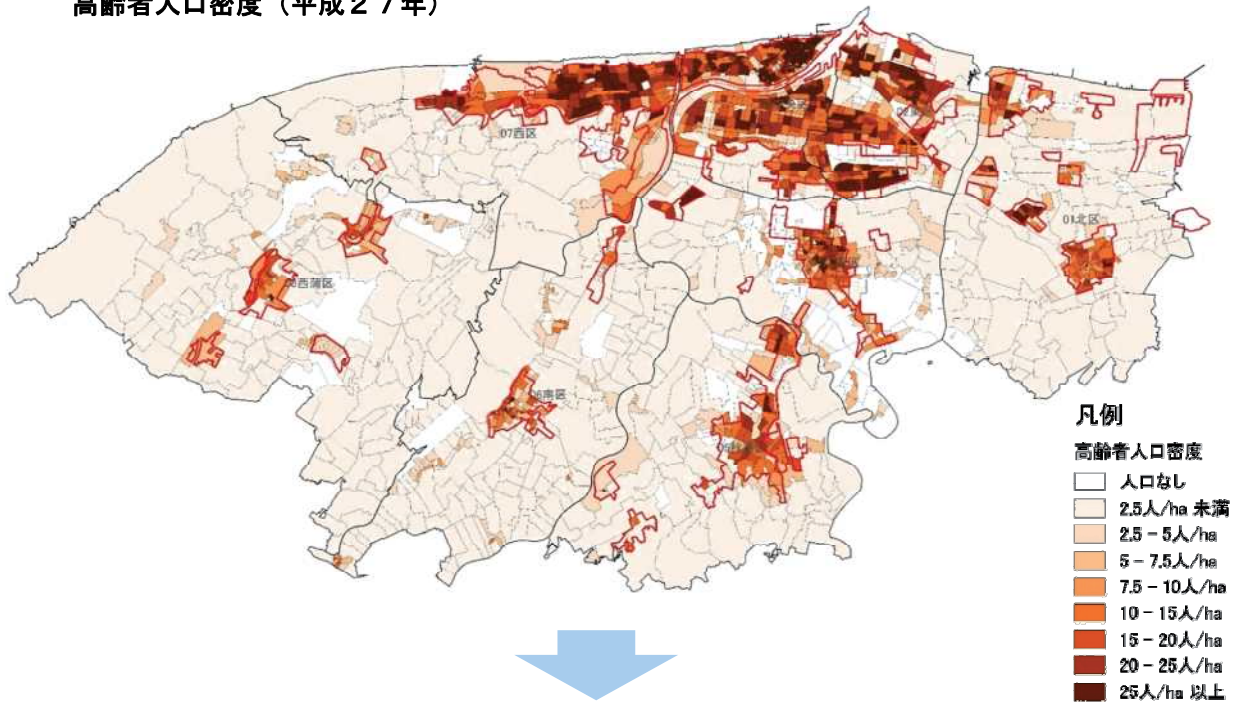 高齢者人口密度（平成２７年）
07西区
01北区
西蒲区
南区
凡例
高齢者人口密度
人口なし
2.5人/ha 未満
2.5 - 5人/ha
5 - 7.5人/ha
7.5 - 10人/ha
10 - 15人/ha
15 - 20人/ha
20 - 25人/ha
25人/ha 以上